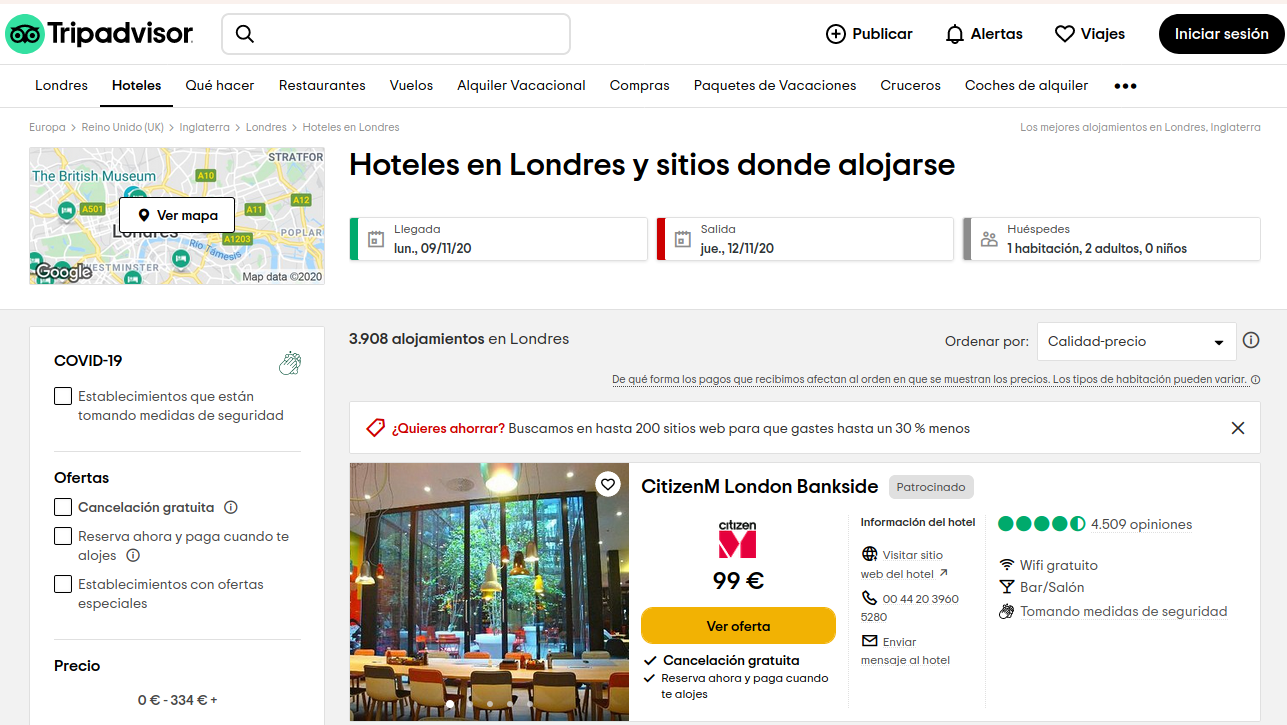 Tripadvisor
Publicar
Alertas
Viajes
Iniciar sesión
Londres
Hoteles
Qué hacer
Restaurantes
Vuelos
Alquiler Vacacional
Compras
Paquetes de Vacaciones
Cruceros
Coches de alquiler
Europa > Reino Unido (UK) > Inglaterra > Londres > Hoteles en Londres
Los mejores alojamientos en Londres, Inglaterra
STRATFOR
The British Museum
A10
A12
A501
A11
Ver mapa
Londres
POPLAR
A1203
Río Támesis
ESTMINSTER
Google
Map data ©2020
Hoteles en Londres y sitios donde alojarse
Llegada
lun., 09/11/20
Salida
jue., 12/11/20
Huéspedes
1 habitación, 2 adultos, 0 niños
COVID-19
Establecimientos que están
tomando medidas de seguridad
Ofertas
Cancelación gratuita
Reserva ahora y paga cuando te
alojes
Establecimientos con ofertas
especiales
Precio
0 € - 334 € +
3.908 alojamientos en Londres
Ordenar por:
Calidad-precio
De qué forma los pagos que recibimos afectan al orden en que se muestran los precios. Los tipos de habitación pueden variar.
¿Quieres ahorrar? Buscamos en hasta 200 sitios web para que gastes hasta un 30 % menos
CitizenM London Bankside
Patrocinado
citizen
M
99 €
Ver oferta
Cancelación gratuita
Reserva ahora y paga cuando
te alojes
Información del hotel
Visitar sitio
web del hotel
00 44 20 3960
5280
Enviar
mensaje al hotel
4.509 opiniones
Wifi gratuito
Bar/Salón
Tomando medidas de seguridad